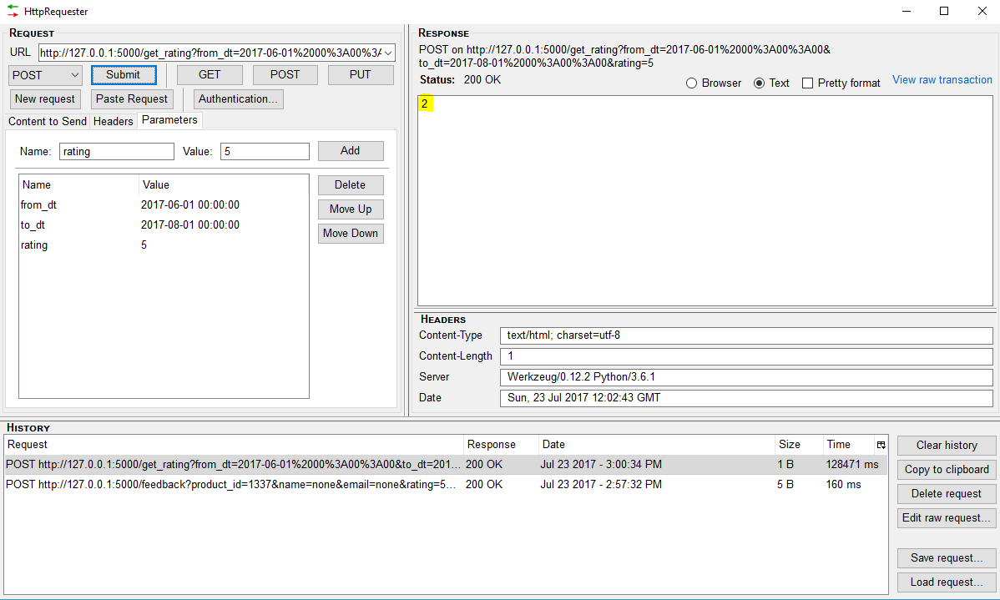 HttpRequester
REQUEST
URL http://127.0.0.1:5000/get_rating?from_dt=2017-06-01%2000%3A00%3A00&to_dt=2017-08-01%2000%3A00%3A00&rating=5
POST Submit GET POST PUT
New request Paste Request Authentication...
Content to Send Headers Parameters
Name: rating Value: 5 Add
Name Value Delete
from_dt 2017-06-01 00:00:00
Move Up
to_dt 2017-08-01 00:00:00
Move Down
rating 5
RESPONSE
POST on http://127.0.0.1:5000/get_rating?from_dt=2017-06-01%2000%3A00%3A00&
to_dt=2017-08-01%2000%3A00%3A00&rating=5
Status: 200 OK Browser Text Pretty format View raw transaction
2
HEADERS
Content-Type text/html; charset=utf-8
Content-Length 1
Server Werkzeug/0.12.2 Python/3.6.1
Date Sun, 23 Jul 2017 12:02:43 GMT
HISTORY
Request Response Date Size Time
POST http://127.0.0.1:5000/get_rating?from_dt=2017-06-01%2000%3A00%3A00&to_dt=201... 200 OK Jul 23 2017 - 3:00:34 PM 1 B 128471 ms
POST http://127.0.0.1:5000/feedback?product_id=1337&name=none&email=none&rating=5... 200 OK Jul 23 2017 - 2:57:32 PM 5 B 160 ms
Clear history
Copy to clipboard
Delete request
Edit raw request...
Save request...
Load request...